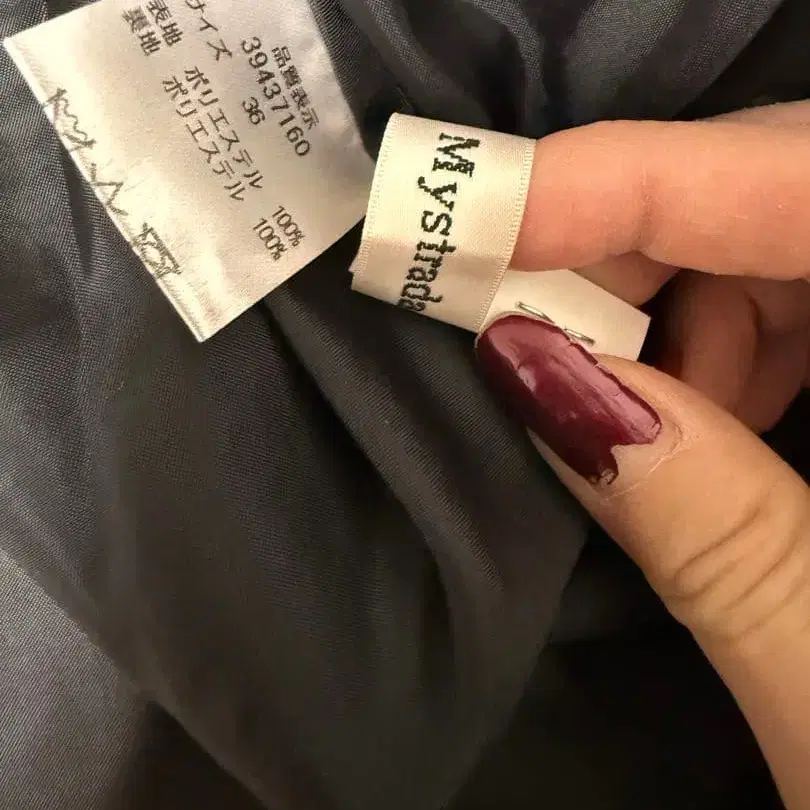 品質表示
39437160
サイズ 36
表地 ポリエステル 100%
裏地 ポリエステル 100%
Mystrada